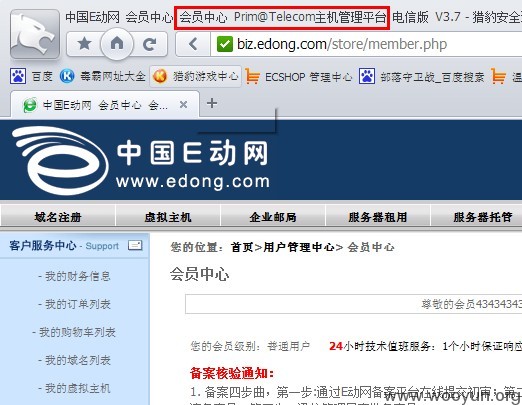 中国E动网 会员中心 会员中心 Prim@Telecom主机管理平台 电信版 V3.7 - 猎豹安全
biz.edong.com/store/member.php
百度 毒霸网址大全 猎豹游戏中心 ECSHOP 管理中心 部落守卫战_百度搜索 温
中国E动网 会员中心 会...
中国E动网
www.edong.com
域名注册 虚拟主机 企业邮局 服务器租用 服务器托管
客户服务中心 - Support
您的位置：首页>用户管理中心> 会员中心
- 我的财务信息
- 我的订单列表
- 我的购物车列表
- 我的域名列表
- 我的虚拟主机
会员中心
尊敬的会员43434343
您的会员级别：普通用户 24小时技术值班服务：1个小时保证响应
备案核验通知：
1. 备案四步曲，第一步:通过E动网备案平台在线提交初审；第二
www.wooyun.org